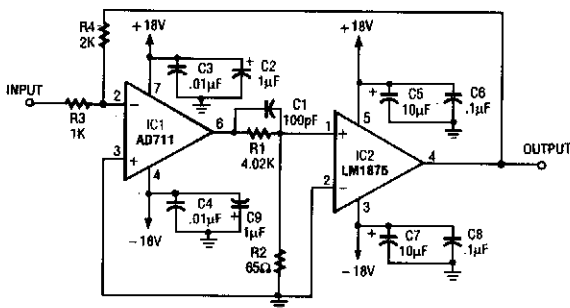 +18V
+18V
R4
2K
C3
.01µF
C2
1µF
+
7
INPUT
R3
1K
2
−
IC1
AD711
3
+
4
6
C1
100pF
R1
4.02K
C5
10µF
+
C6
.1µF
5
1
+
IC2
LM1875
2
−
3
4
OUTPUT
C4
.01µF
C9
1µF
+
−18V
R2
65Ω
C7
10µF
+
C8
.1µF
−18V